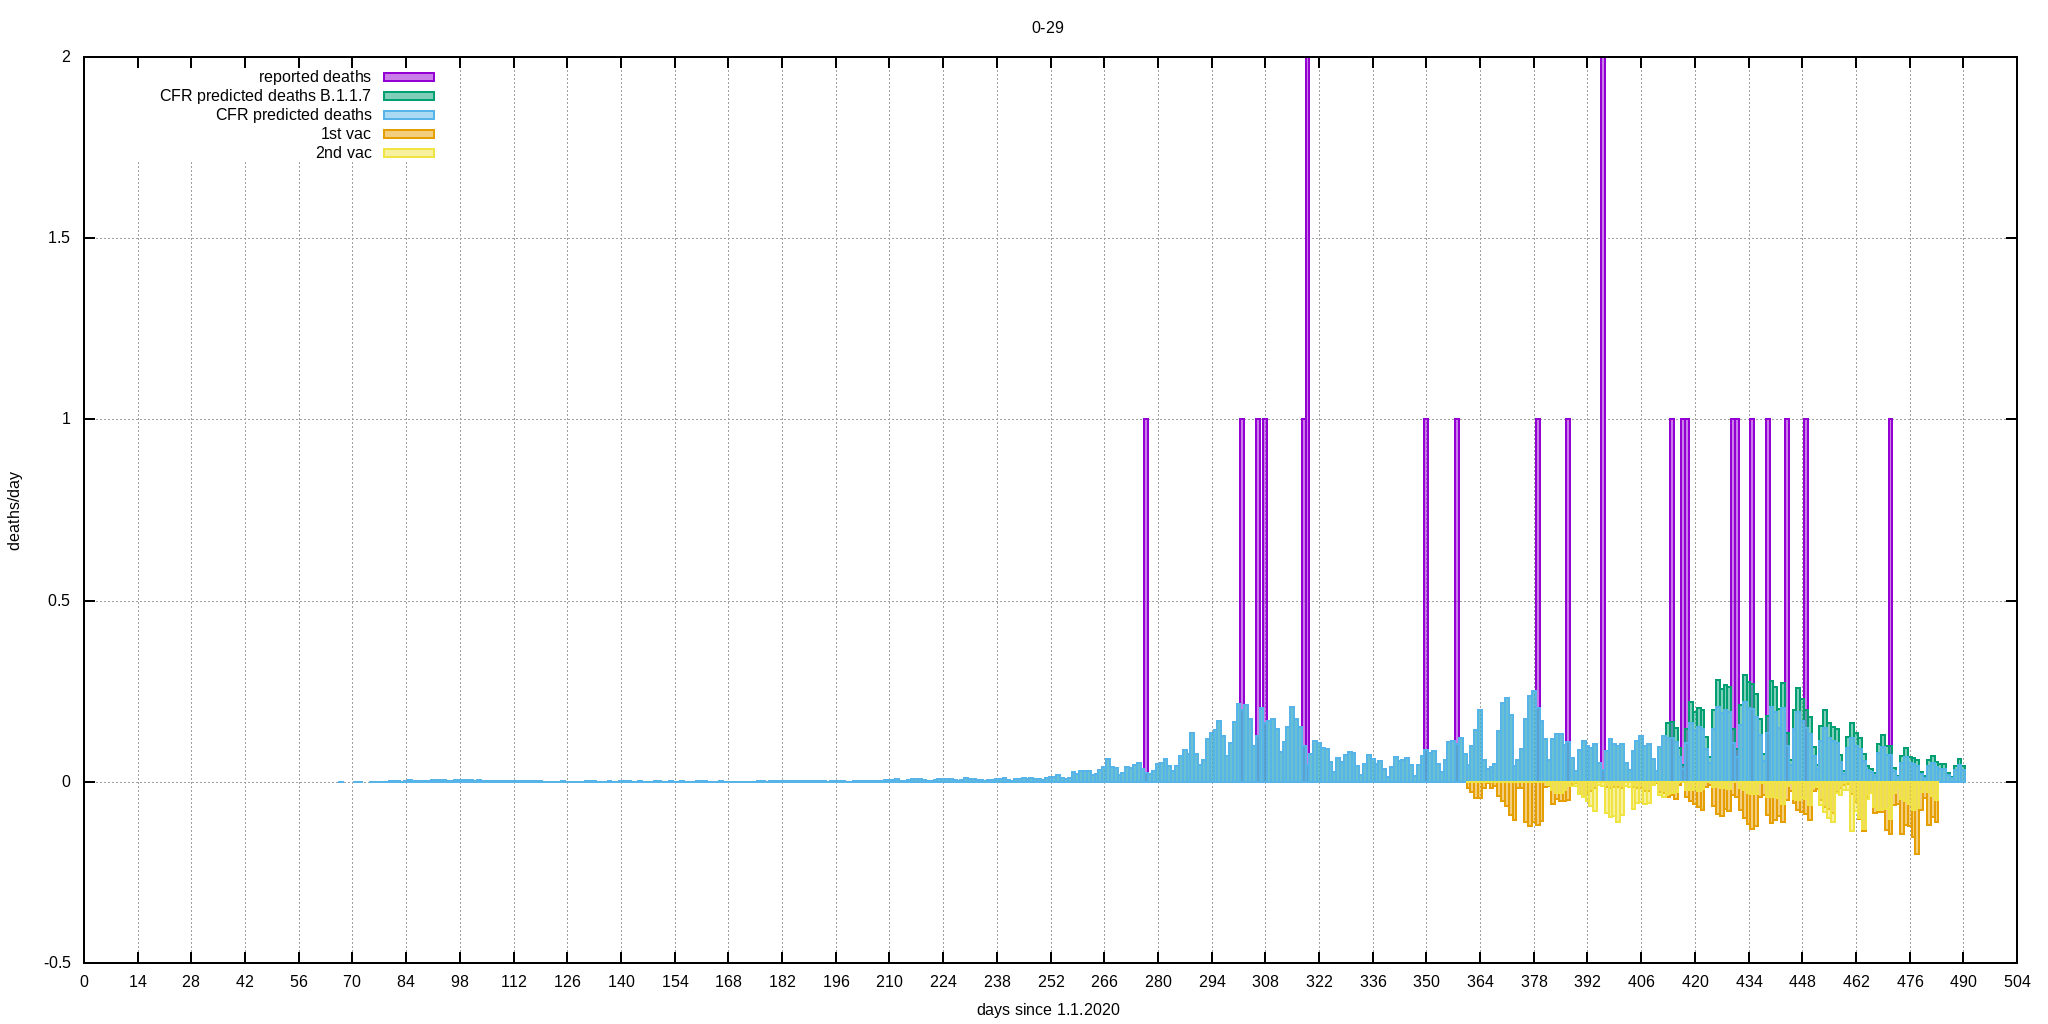 0-29
2
1.5
1
0.5
0
-0.5
deaths/day
reported deaths
CFR predicted deaths B.1.1.7
CFR predicted deaths
1st vac
2nd vac
0 14 28 42 56 70 84 98 112 126 140 154 168 182 196 210 224 238 252 266 280 294 308 322 336 350 364 378 392 406 420 434 448 462 476 490 504
days since 1.1.2020